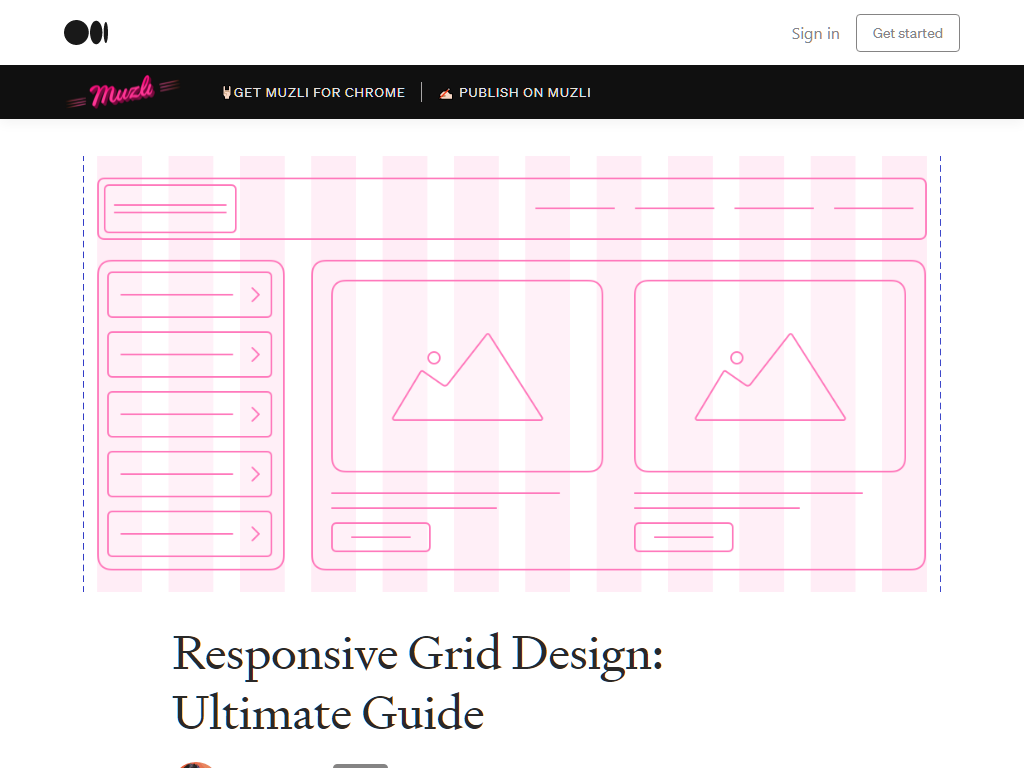 Sign in
Get started
Muzli
GET MUZLI FOR CHROME
PUBLISH ON MUZLI
Responsive Grid Design:
Ultimate Guide